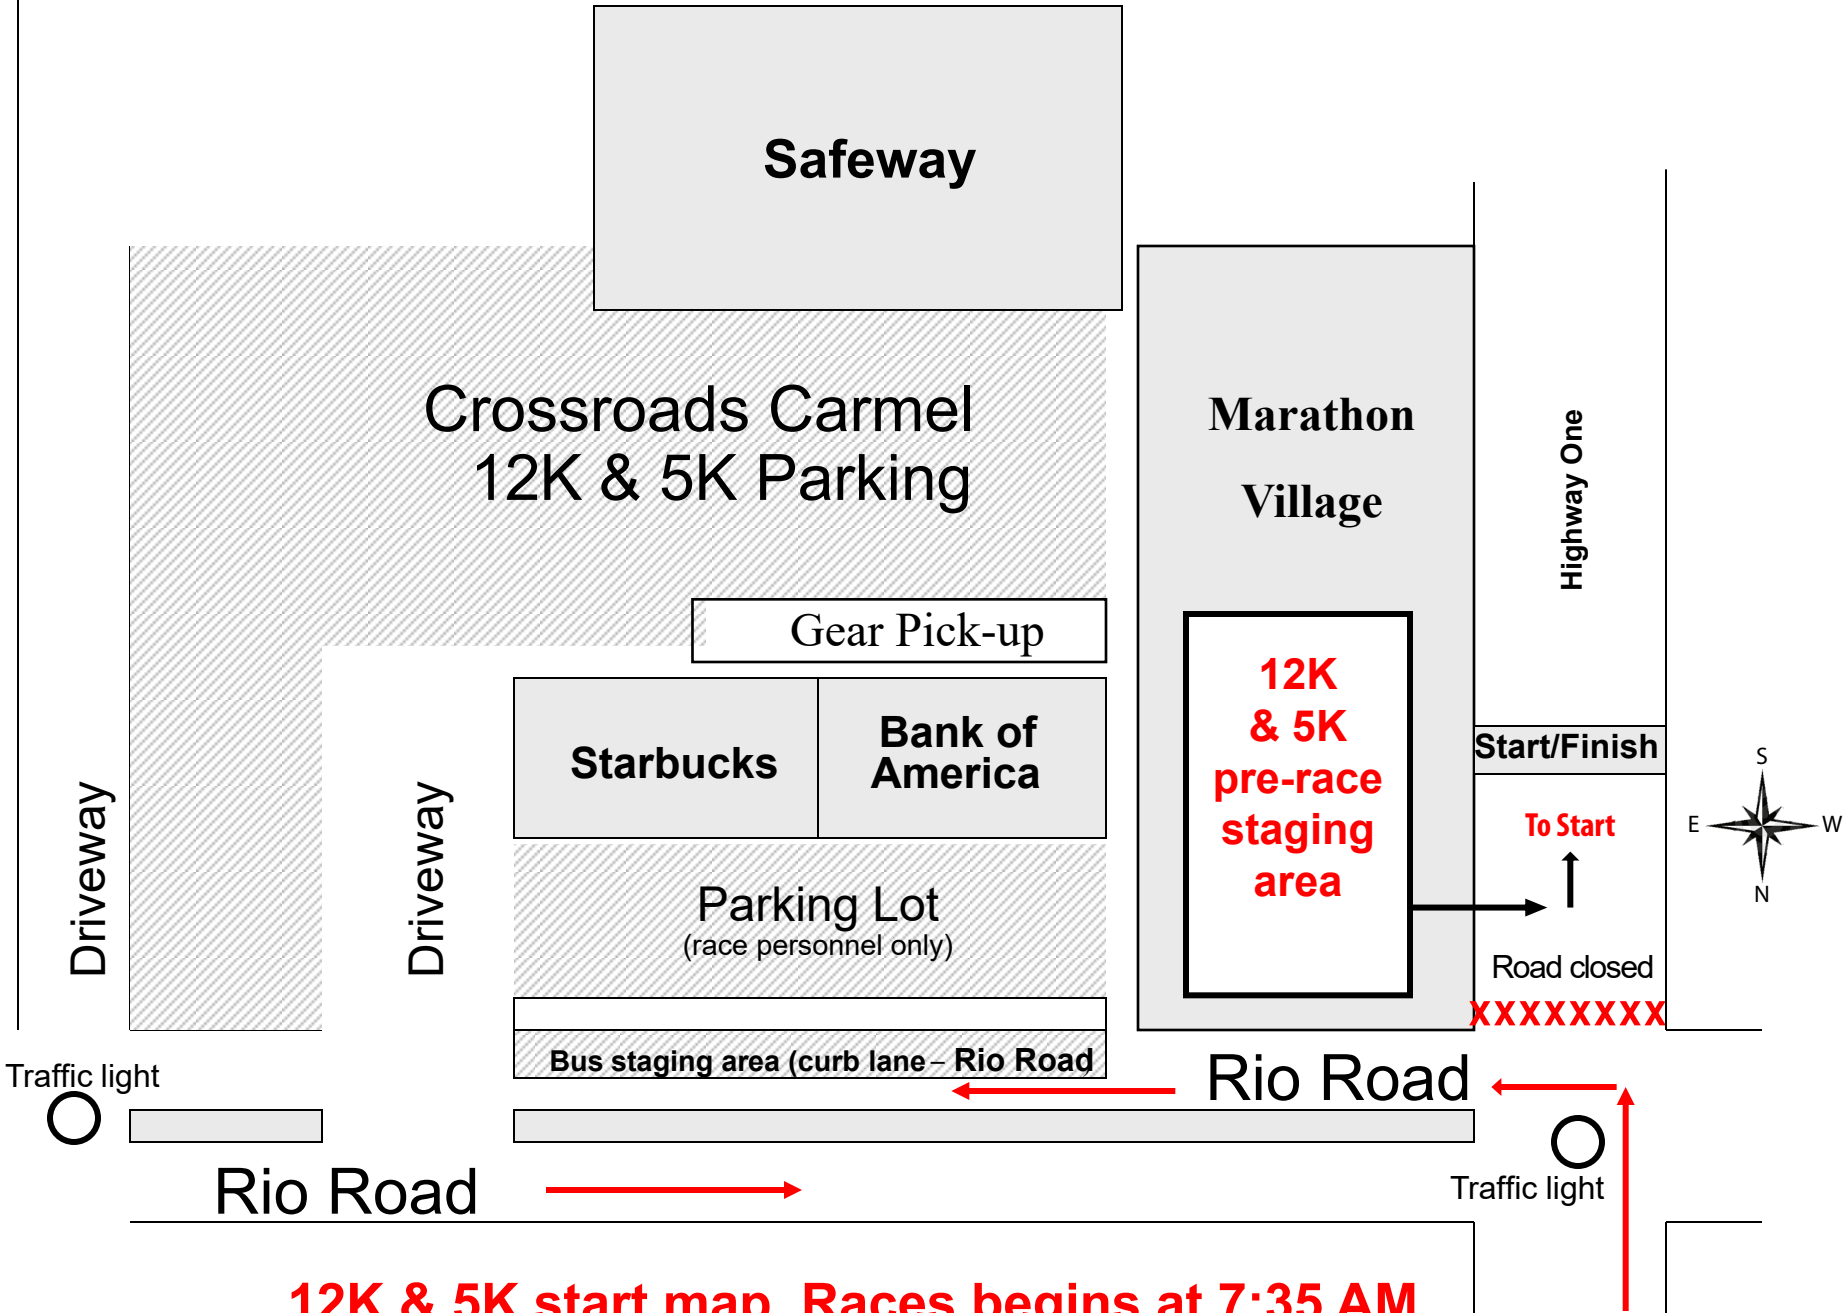 Safeway
Crossroads Carmel
12K & 5K Parking
Marathon
Village
Highway One
Gear Pick-up
12K
& 5K
pre-race
staging
area
Starbucks
Bank of
America
Start/Finish
S
E
W
N
To Start
Driveway
Driveway
Parking Lot
(race personnel only)
Road closed
XXXXXXXX
Bus staging area (curb lane – Rio Road
Rio Road
Traffic light
Traffic light
Rio Road
12K & 5K start map. Races begins at 7:35 AM